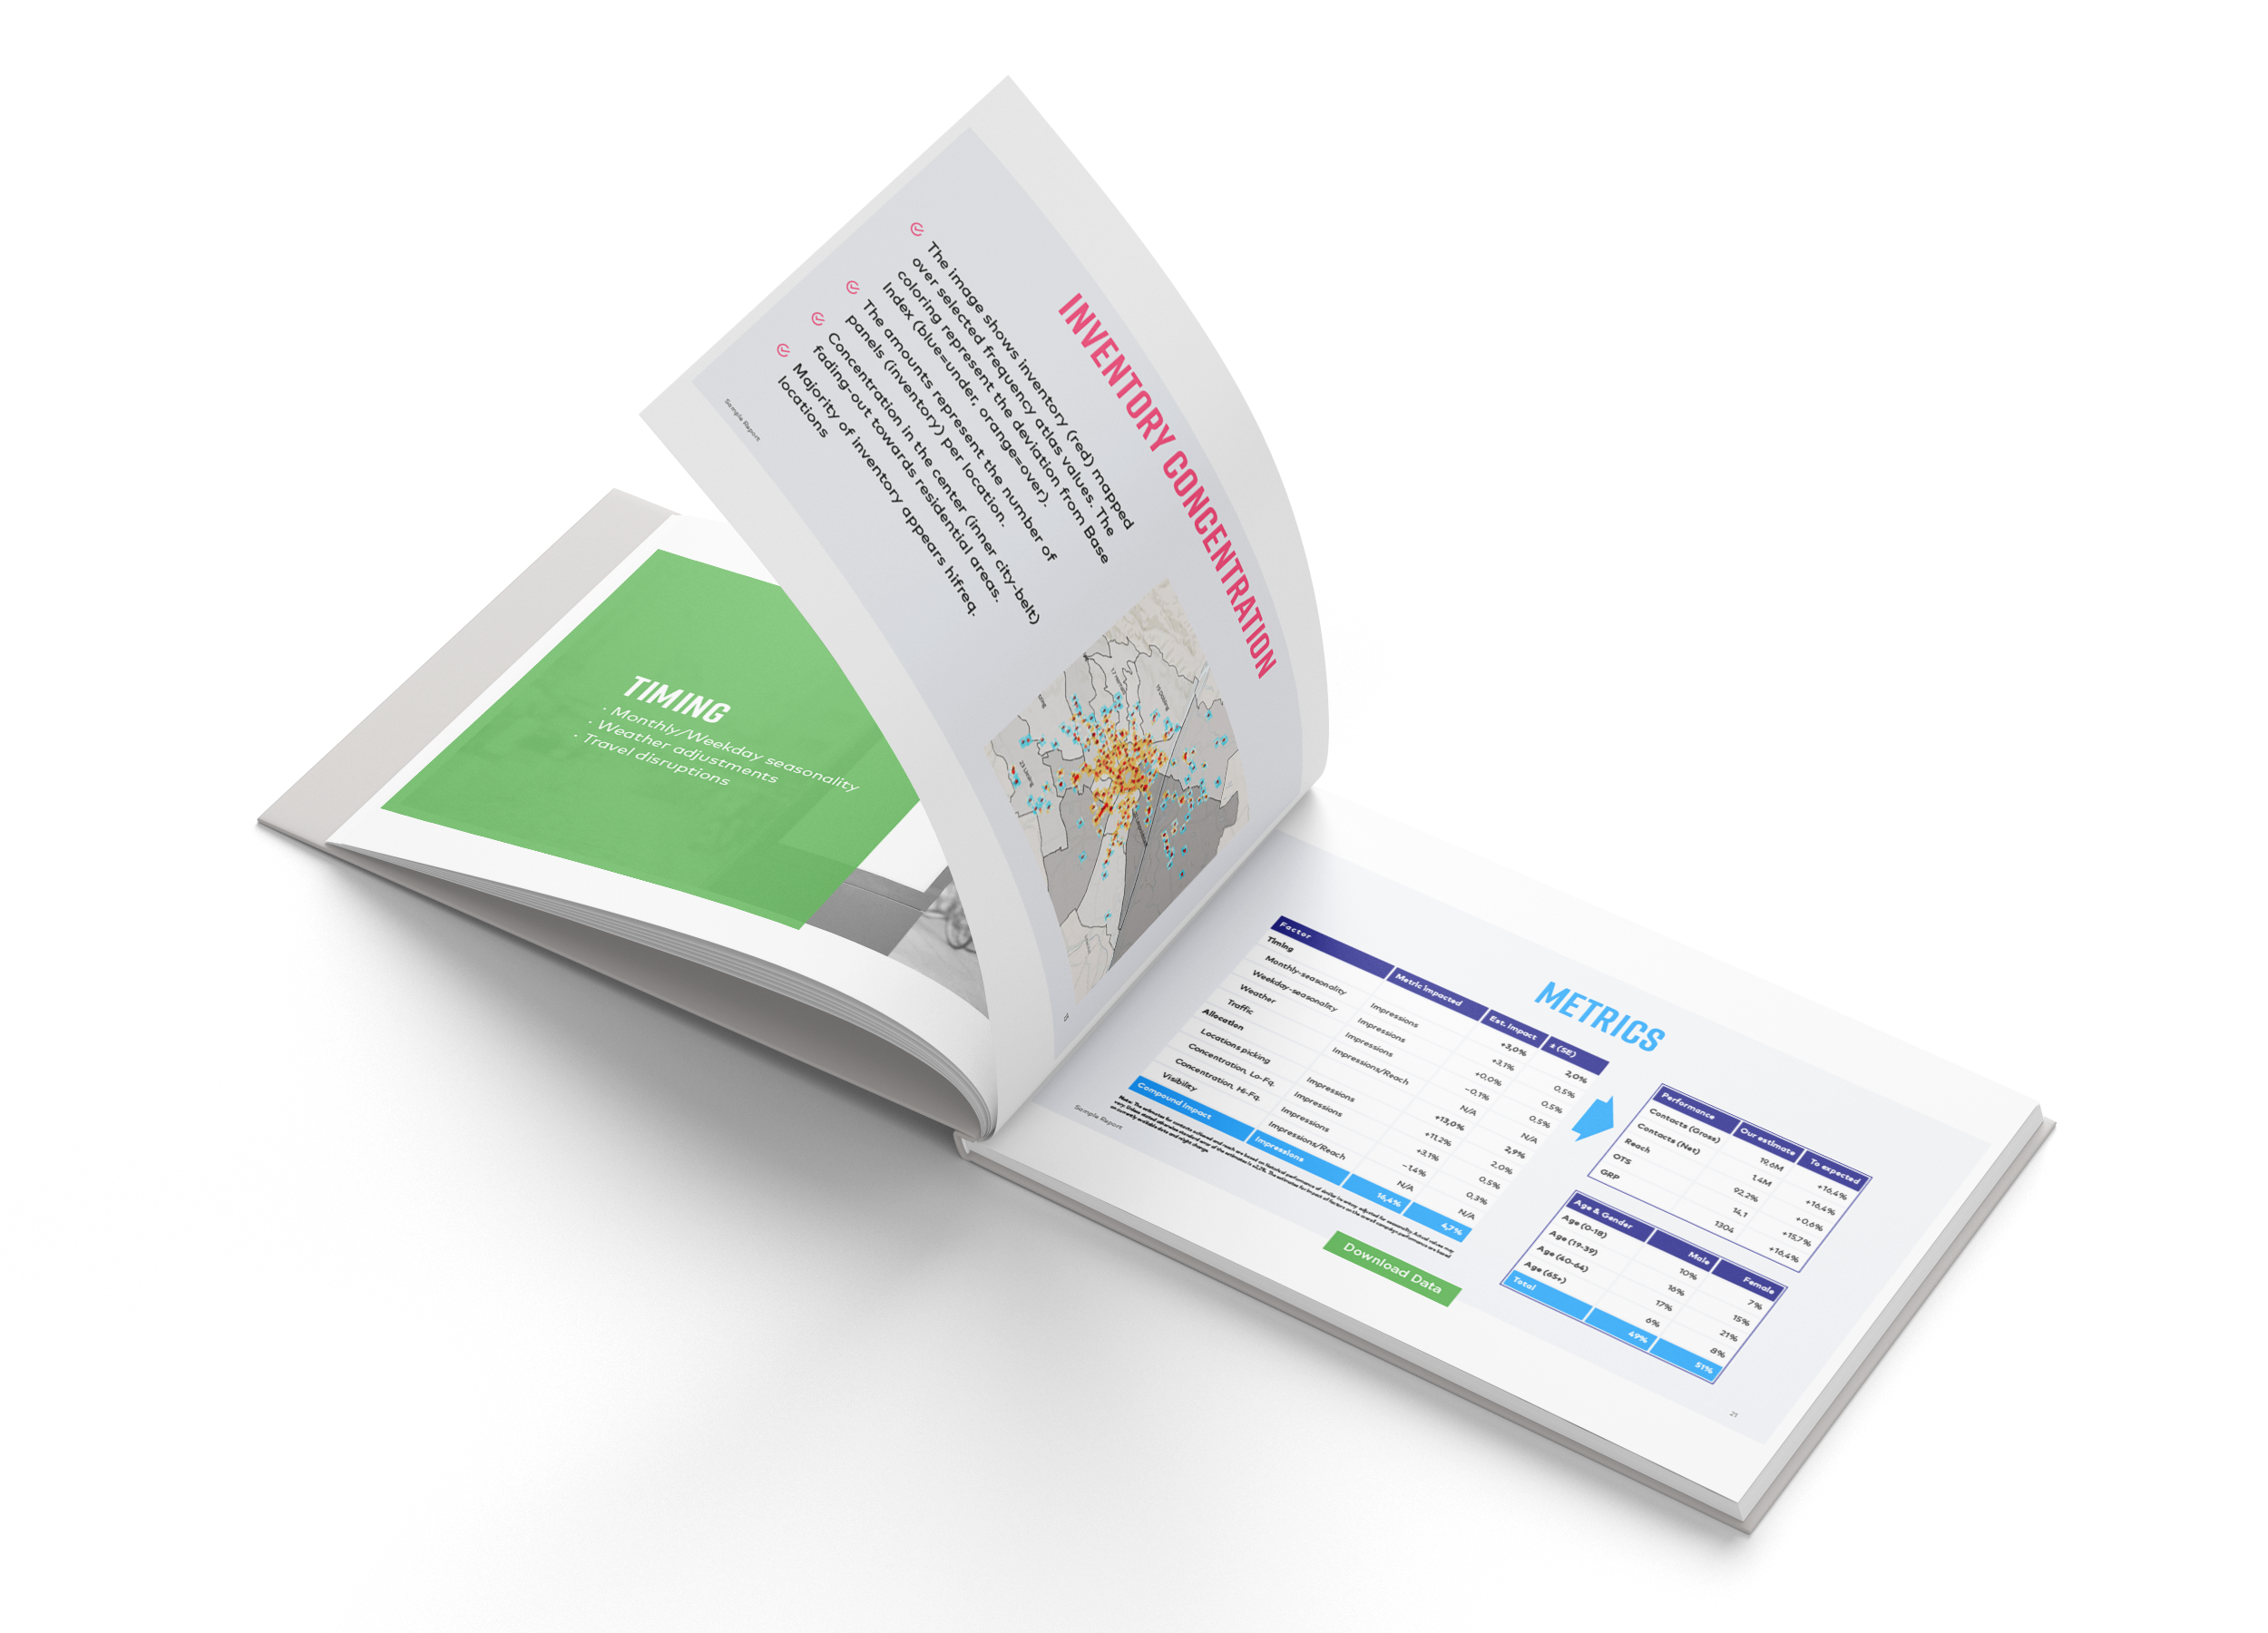 TIMING
· Monthly/Weekday seasonality
· Weather adjustments
· Travel disruptions
INVENTORY CONCENTRATION
The image shows inventory (red) mapped
over selected frequency atlas values. The
coloring represent the deviation from Base
Index (blue=under, orange=over).
The amounts represent the number of
panels (inventory) per location.
Concentration in the center (inner city-belt)
fading-out towards residential areas.
Majority of inventory appears hifreq.
locations
Sample Report
METRICS
Factor Metric impacted Est. Impact ± (SE)
Timing +3,0% 2,0%
Monthly-seasonality Impressions +3,1% 0,5%
Weekday-seasonality Impressions +0,0% 0,5%
Weather Impressions -0,1% 0,5%
Traffic Impressions/Reach N/A N/A
Allocation +13,0% 2,9%
Locations picking Impressions +11,2% 2,0%
Concentration, Lo-Fq. Impressions +3,1% 0,5%
Concentration, Hi-Fq. Impressions -1,4% 0,3%
Visibility Impressions/Reach N/A N/A
Compound Impact Impressions 16,4% 4,7%
Performance Our estimate To expected
Contacts (Gross) 19,6M +16,4%
Contacts (Net) 1,4M +16,4%
Reach 92,2% +0,6%
OTS 14,1 +15,7%
GRP 1304 +16,4%
Age & Gender Male Female
Age (0-18) 10% 7%
Age (19-39) 16% 15%
Age (40-64) 17% 21%
Age (65+) 6% 8%
Total 49% 51%
Download Data
Sample Report
21